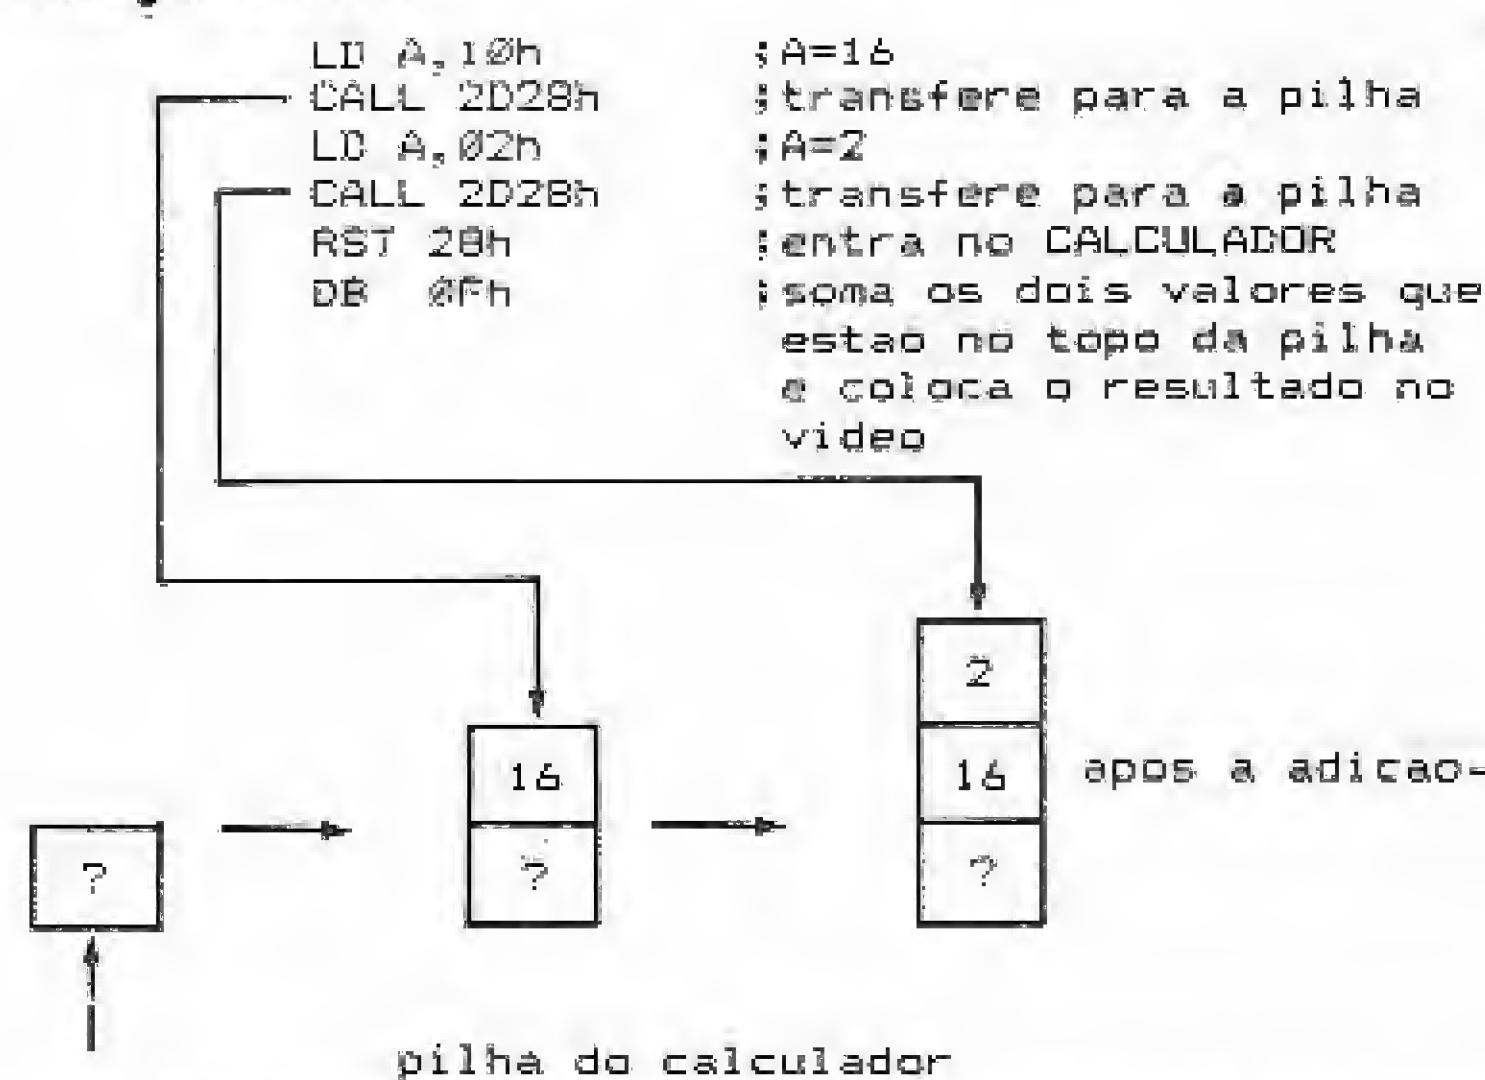 LD A,10h ;A=16
CALL 2D28h ;transfere para a pilha
LD A,02h ;A=2
CALL 2D28h ;transfere para a pilha
RST 28h ;entra no CALCULADOR
DB 0Fh ;soma os dois valores que
estao no topo da pilha
e coloca o resultado no
video
2
16 16 apos a adicao-
? ? ?
pilha do calculador